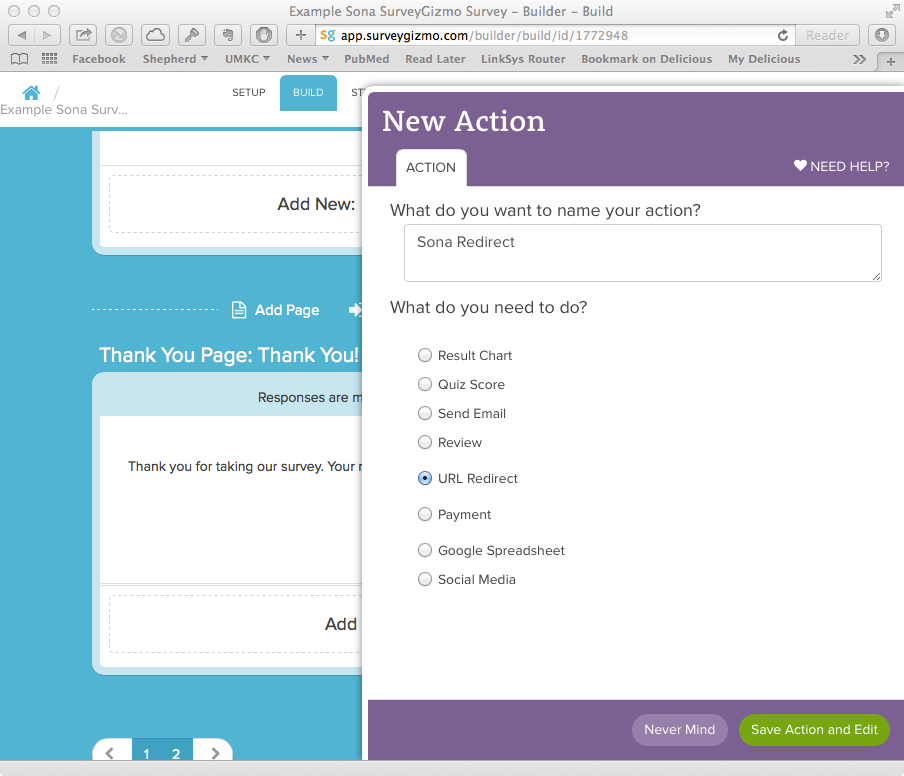 Example Sona SurveyGizmo Survey – Builder – Build
Sg app.surveygizmo.com/builder/build/id/1772948
Reader
Facebook Shepherd UMKC News PubMed Read Later LinkSys Router Bookmark on Delicious My Delicious
/
Example Sona Surv...
SETUP
BUILD
ST
Add New:
Add Page
Thank You Page: Thank You!
Responses are m
Thank you for taking our survey. Your r
Add
1 2
New Action
ACTION
NEED HELP?
What do you want to name your action?
Sona Redirect
What do you need to do?
Result Chart
Quiz Score
Send Email
Review
URL Redirect
Payment
Google Spreadsheet
Social Media
Never Mind
Save Action and Edit